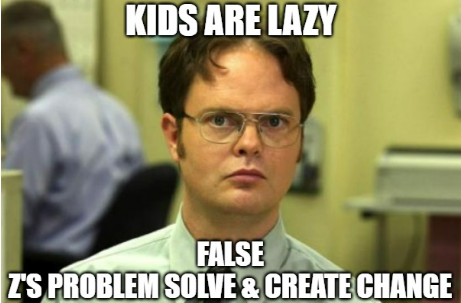 KIDS ARE LAZY
FALSE
Z'S PROBLEM SOLVE & CREATE CHANGE